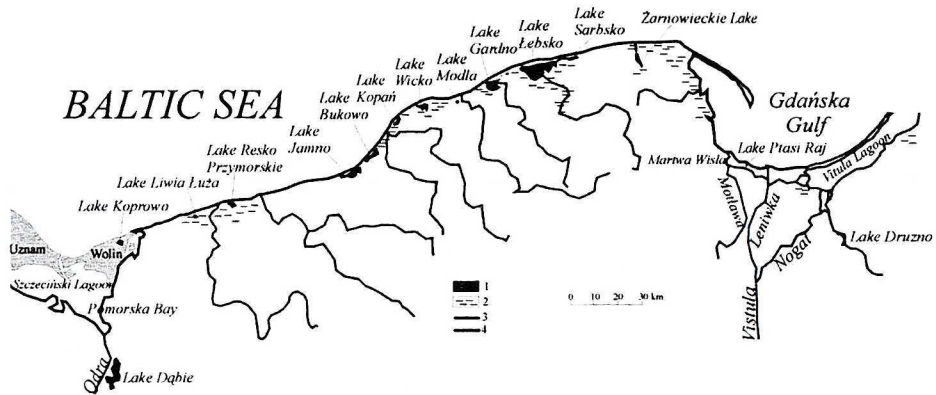 Lake
Gardno
Lake
Łebsko
Lake
Sarbsko
Żarnowieckie Lake
Lake
Modła
Lake
Wicko
Lake
Kopań
Lake
Bukowo
BALTIC SEA
Gdańska
Gulf
Lake
Jamno
Lake Resko
Przymorskie
Lake Ptasi Raj
Martwa Wisła
Vitula Lagoon
Lake Liwia Łuża
Lake Koprowo
Motława
Leniwka
Uznam
Wolin
Nogat
Lake Druzno
Szczeciński Lagoon
1
2
3
4
0 10 20 30 km
Pomorska Bay
Vistula
Odra
Lake Dąbie